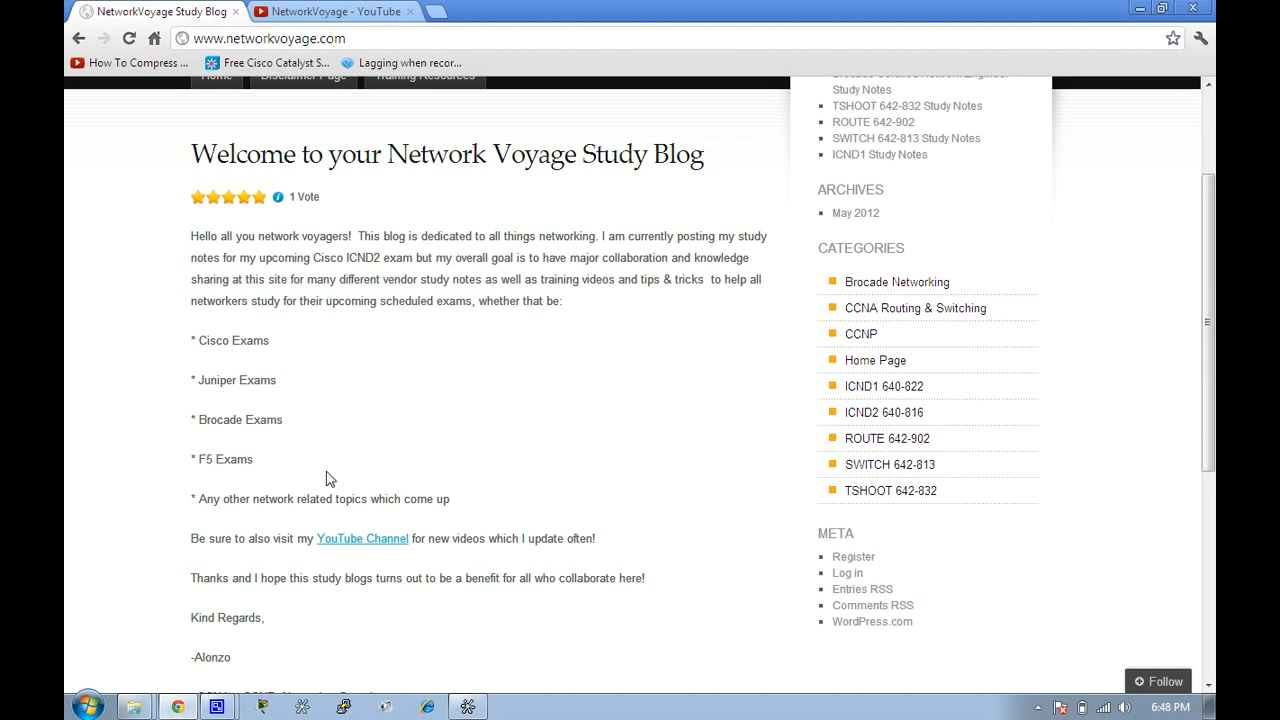 NetworkVoyage Study Blog
NetworkVoyage - YouTube
www.networkvoyage.com
How To Compress ...
Free Cisco Catalyst S...
Lagging when recor...
Home
Disclaimer Page
Training Resources
Brocade Certified Network Engineer
Study Notes
TSHOOT 642-832 Study Notes
ROUTE 642-902
SWITCH 642-813 Study Notes
ICND1 Study Notes
Welcome to your Network Voyage Study Blog
1 Vote
Hello all you network voyagers!  This blog is dedicated to all things networking. I am currently posting my study
notes for my upcoming Cisco ICND2 exam but my overall goal is to have major collaboration and knowledge
sharing at this site for many different vendor study notes as well as training videos and tips & tricks  to help all
networkers study for their upcoming scheduled exams, whether that be:
* Cisco Exams
* Juniper Exams
* Brocade Exams
* F5 Exams
* Any other network related topics which come up
Be sure to also visit my YouTube Channel for new videos which I update often!
Thanks and I hope this study blogs turns out to be a benefit for all who collaborate here!
Kind Regards,
-Alonzo
ARCHIVES
May 2012
CATEGORIES
Brocade Networking
CCNA Routing & Switching
CCNP
Home Page
ICND1 640-822
ICND2 640-816
ROUTE 642-902
SWITCH 642-813
TSHOOT 642-832
META
Register
Log in
Entries RSS
Comments RSS
WordPress.com
Follow
6:48 PM